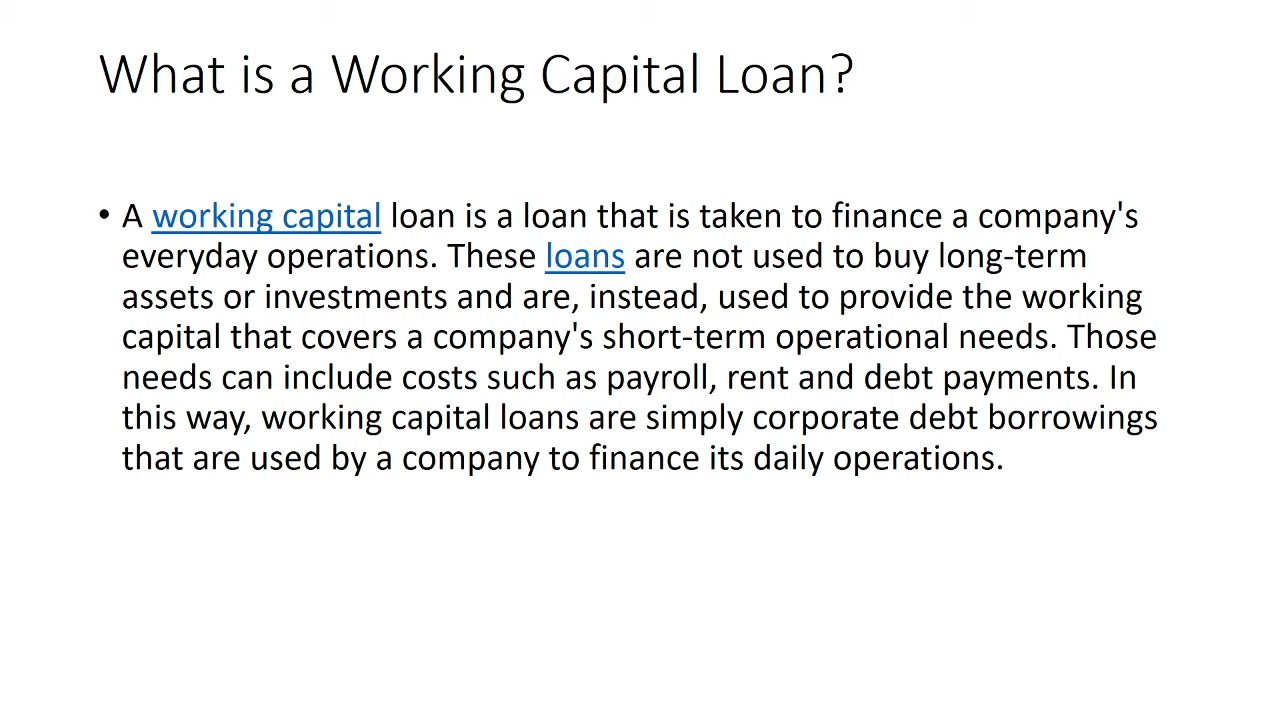 What is a Working Capital Loan?
• A working capital loan is a loan that is taken to finance a company's
everyday operations. These loans are not used to buy long-term
assets or investments and are, instead, used to provide the working
capital that covers a company's short-term operational needs. Those
needs can include costs such as payroll, rent and debt payments. In
this way, working capital loans are simply corporate debt borrowings
that are used by a company to finance its daily operations.